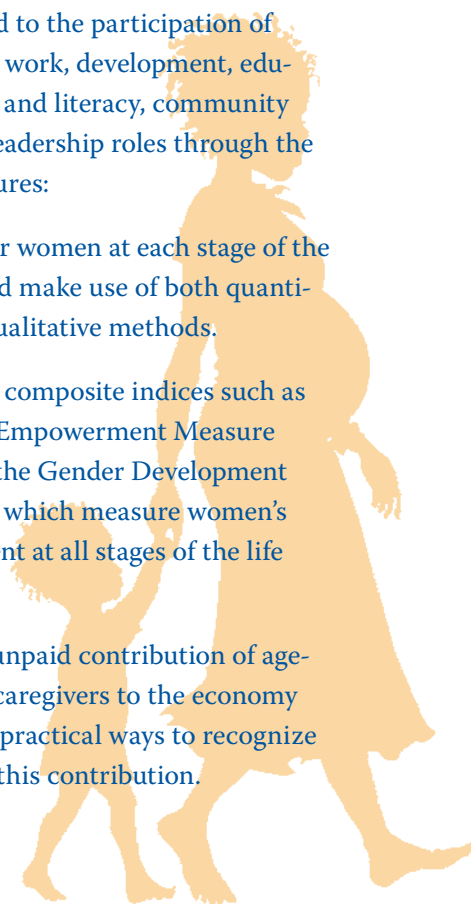 d to the participation of
work, development, edu-
and literacy, community
eadership roles through the
ures:
r women at each stage of the
d make use of both quanti-
ualitative methods.
composite indices such as
Empowerment Measure
the Gender Development
which measure women’s
nt at all stages of the life
unpaid contribution of age-
caregivers to the economy
practical ways to recognize
this contribution.